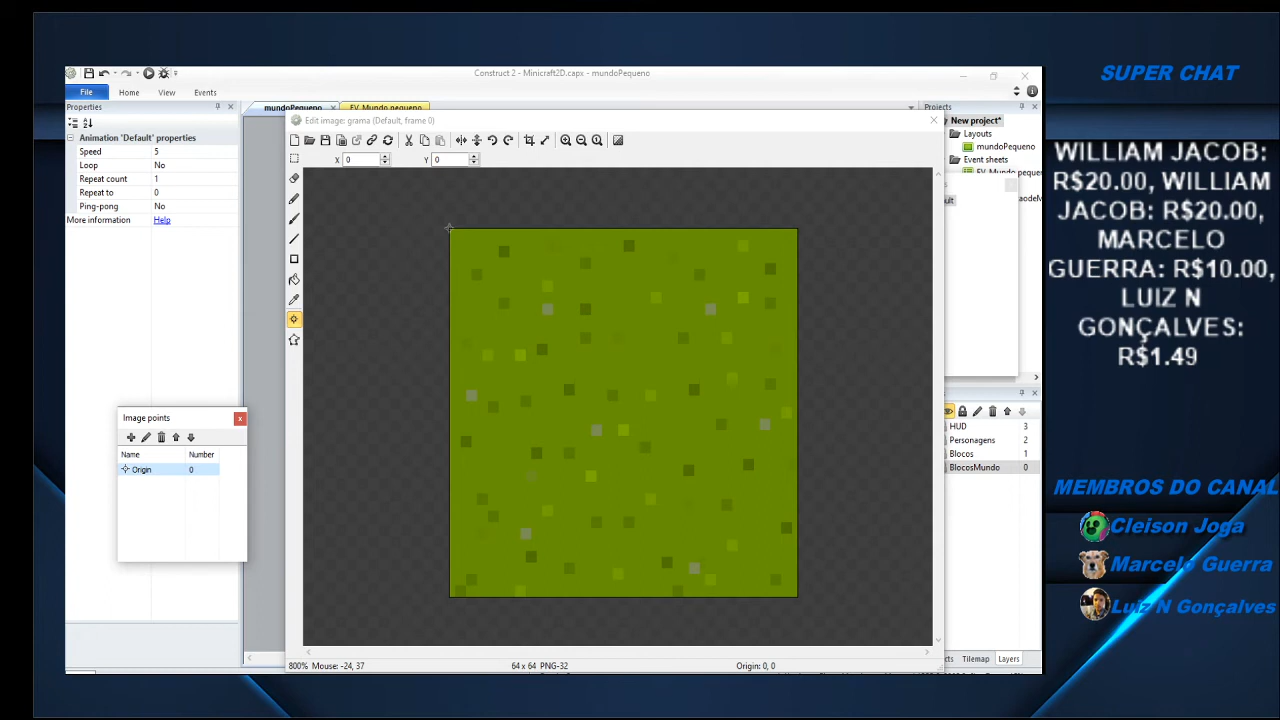 Construct 2 - Minicraft2D.capx - mundoPequeno
SUPER CHAT
File
Home
View
Events
Properties
mundoPequeno
EV_Mundo pequeno
Projects
Edit image: grama (Default, frame 0)
New project*
Layouts
mundoPequeno
Event sheets
EV_Mundo peque
Animation 'Default' properties
Speed 5
Loop No
Repeat count 1
Repeat to 0
Ping-pong No
More information Help
X 0
Y 0
WILLIAM JACOB:
R$20.00, WILLIAM
JACOB: R$20.00,
MARCELO
GUERRA: R$10.00,
LUIZ N
GONÇALVES:
R$1.49
Image points
Name Number
Origin 0
HUD 3
Personagens 2
Blocos 1
BlocosMundo 0
MEMBROS DO CANAL
Cleison Joga
Marcelo Guerra
Luiz N Gonçalves
800% Mouse: -24, 37
64 x 64 PNG-32
Origin: 0, 0
cts Tilemap Layers